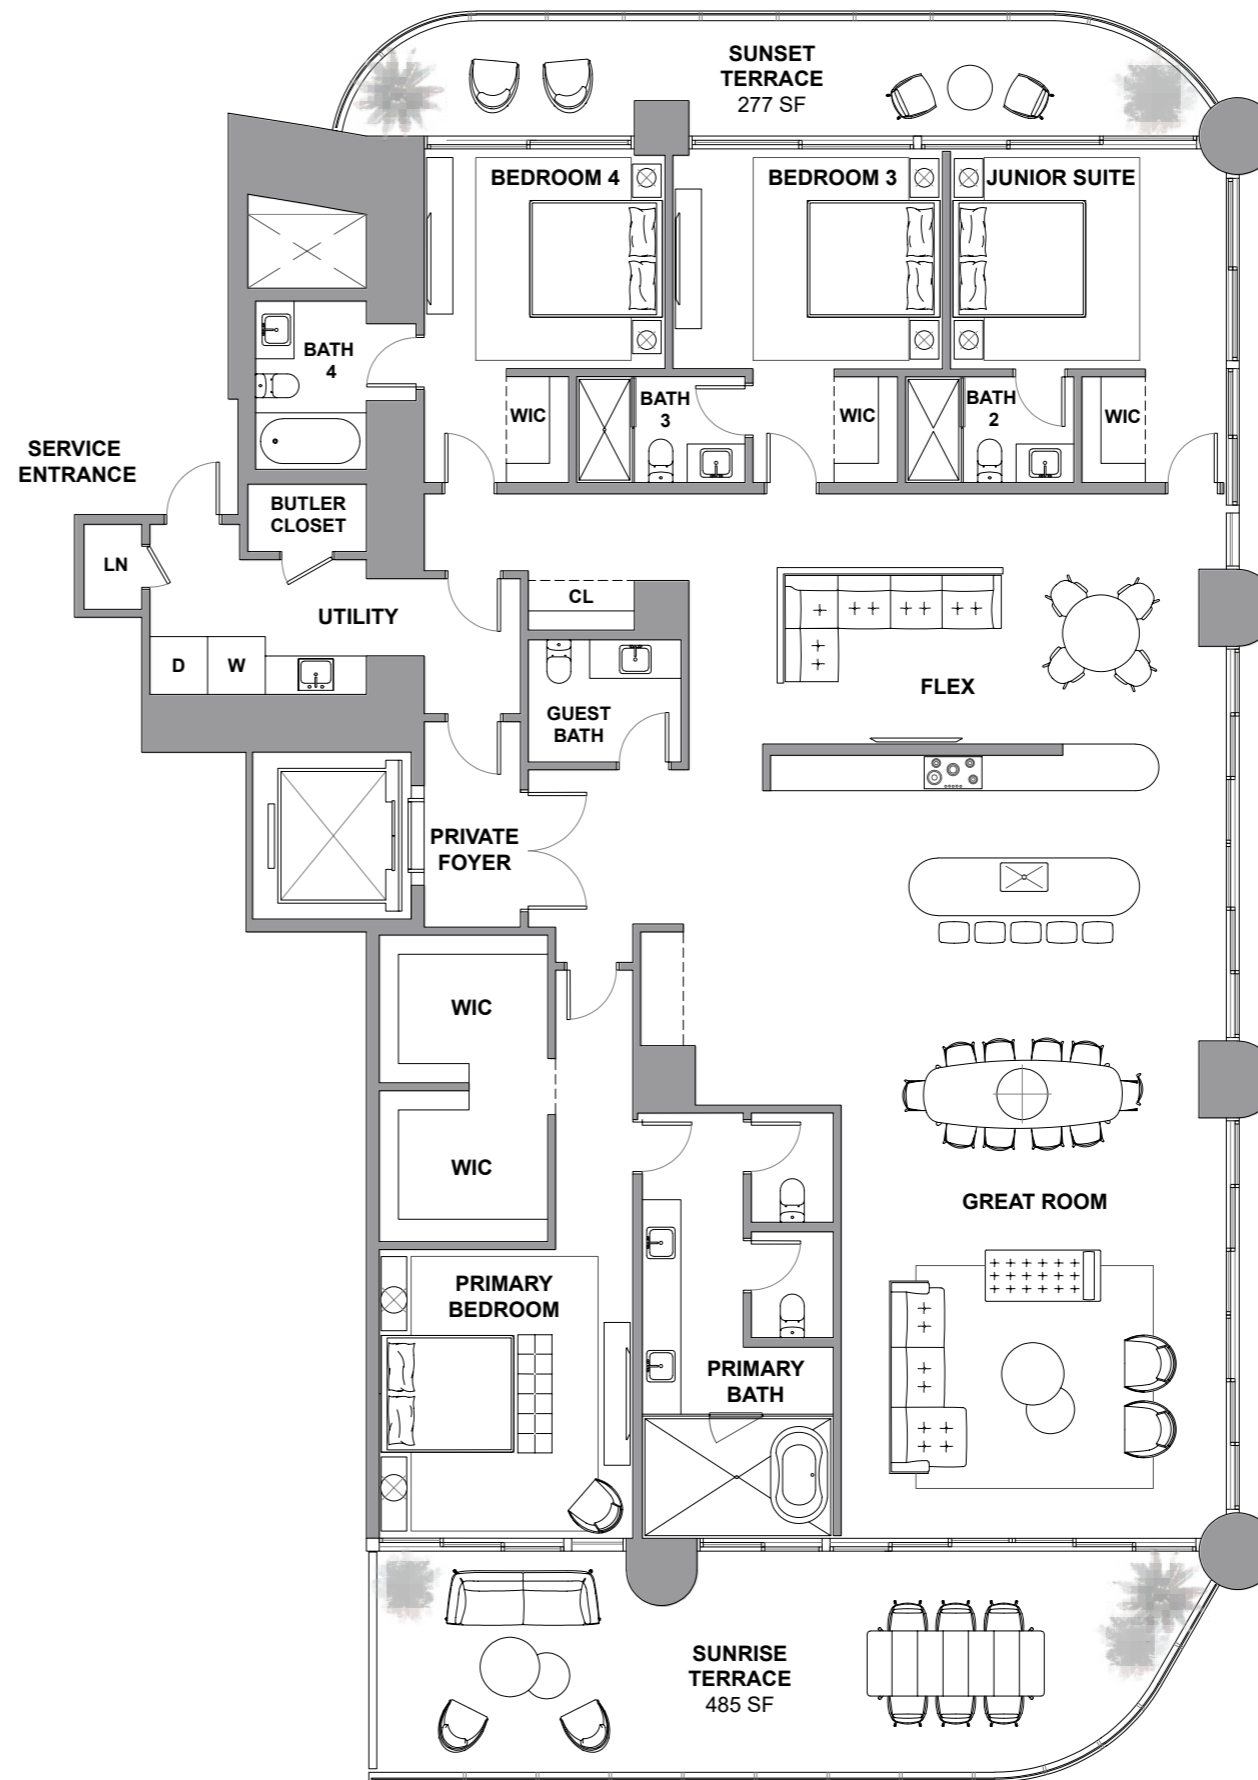 SUNSET
TERRACE
277 SF
BEDROOM 4
BEDROOM 3
JUNIOR SUITE
BATH
4
WIC
BATH
3
WIC
BATH
2
WIC
SERVICE
ENTRANCE
BUTLER
CLOSET
LN
UTILITY
CL
D
W
GUEST
BATH
FLEX
PRIVATE
FOYER
WIC
WIC
GREAT ROOM
PRIMARY
BEDROOM
PRIMARY
BATH
SUNRISE
TERRACE
485 SF